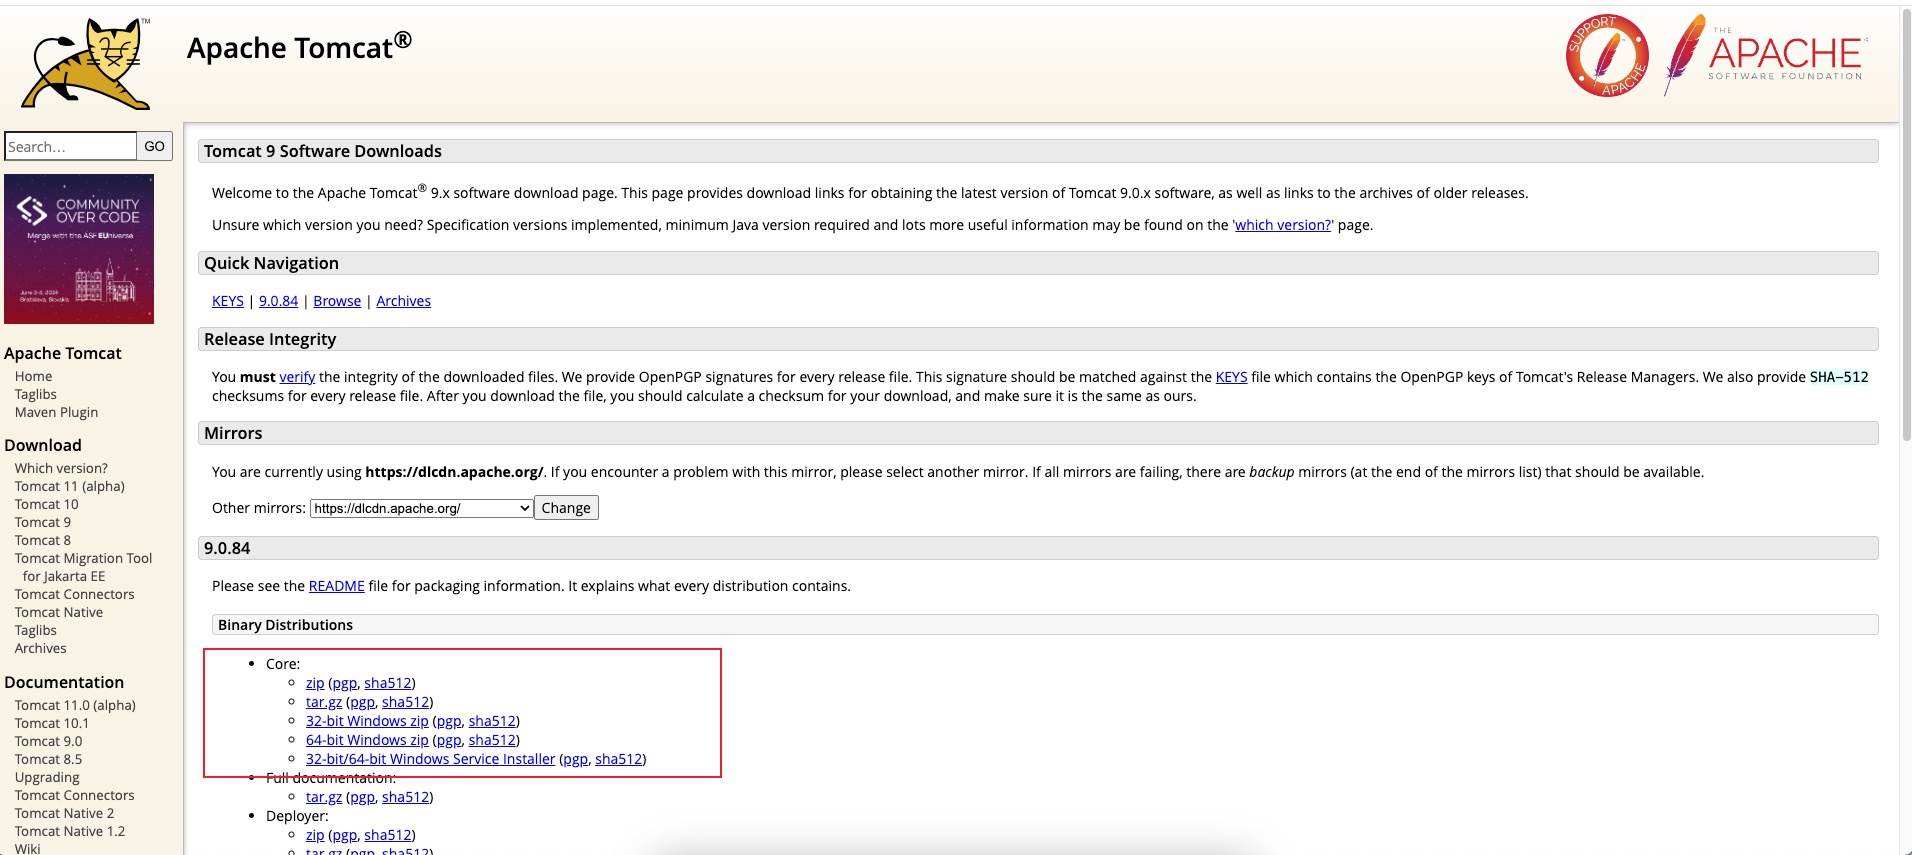 TM
Apache Tomcat®
SUPPORT
APACHE
THE
APACHE
SOFTWARE FOUNDATION
Search…
GO
COMMUNITY
OVER CODE
Merge with the ASF EUniverse
June 3-5, 2024
Bratislava, Slovakia
Apache Tomcat
Home
Taglibs
Maven Plugin
Download
Which version?
Tomcat 11 (alpha)
Tomcat 10
Tomcat 9
Tomcat 8
Tomcat Migration Tool
for Jakarta EE
Tomcat Connectors
Tomcat Native
Taglibs
Archives
Documentation
Tomcat 11.0 (alpha)
Tomcat 10.1
Tomcat 9.0
Tomcat 8.5
Upgrading
Tomcat Connectors
Tomcat Native 2
Tomcat Native 1.2
Wiki
Tomcat 9 Software Downloads
Welcome to the Apache Tomcat® 9.x software download page. This page provides download links for obtaining the latest version of Tomcat 9.0.x software, as well as links to the archives of older releases.
Unsure which version you need? Specification versions implemented, minimum Java version required and lots more useful information may be found on the 'which version?' page.
Quick Navigation
KEYS | 9.0.84 | Browse | Archives
Release Integrity
You must verify the integrity of the downloaded files. We provide OpenPGP signatures for every release file. This signature should be matched against the KEYS file which contains the OpenPGP keys of Tomcat's Release Managers. We also provide SHA-512
checksums for every release file. After you download the file, you should calculate a checksum for your download, and make sure it is the same as ours.
Mirrors
You are currently using https://dlcdn.apache.org/. If you encounter a problem with this mirror, please select another mirror. If all mirrors are failing, there are backup mirrors (at the end of the mirrors list) that should be available.
Other mirrors: https://dlcdn.apache.org/ Change
9.0.84
Please see the README file for packaging information. It explains what every distribution contains.
Binary Distributions
• Core:
◦ zip (pgp, sha512)
◦ tar.gz (pgp, sha512)
◦ 32-bit Windows zip (pgp, sha512)
◦ 64-bit Windows zip (pgp, sha512)
◦ 32-bit/64-bit Windows Service Installer (pgp, sha512)
• Full documentation:
◦ tar.gz (pgp, sha512)
• Deployer:
◦ zip (pgp, sha512)
◦ tar.gz (pgp, sha512)